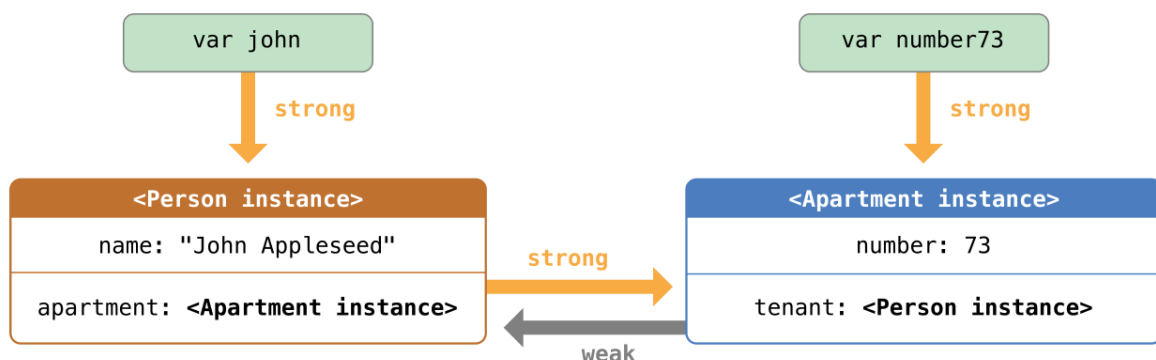 var john
var number73
strong
strong
<Person instance>
<Apartment instance>
name: "John Appleseed"
number: 73
strong
apartment: <Apartment instance>
tenant: <Person instance>
weak